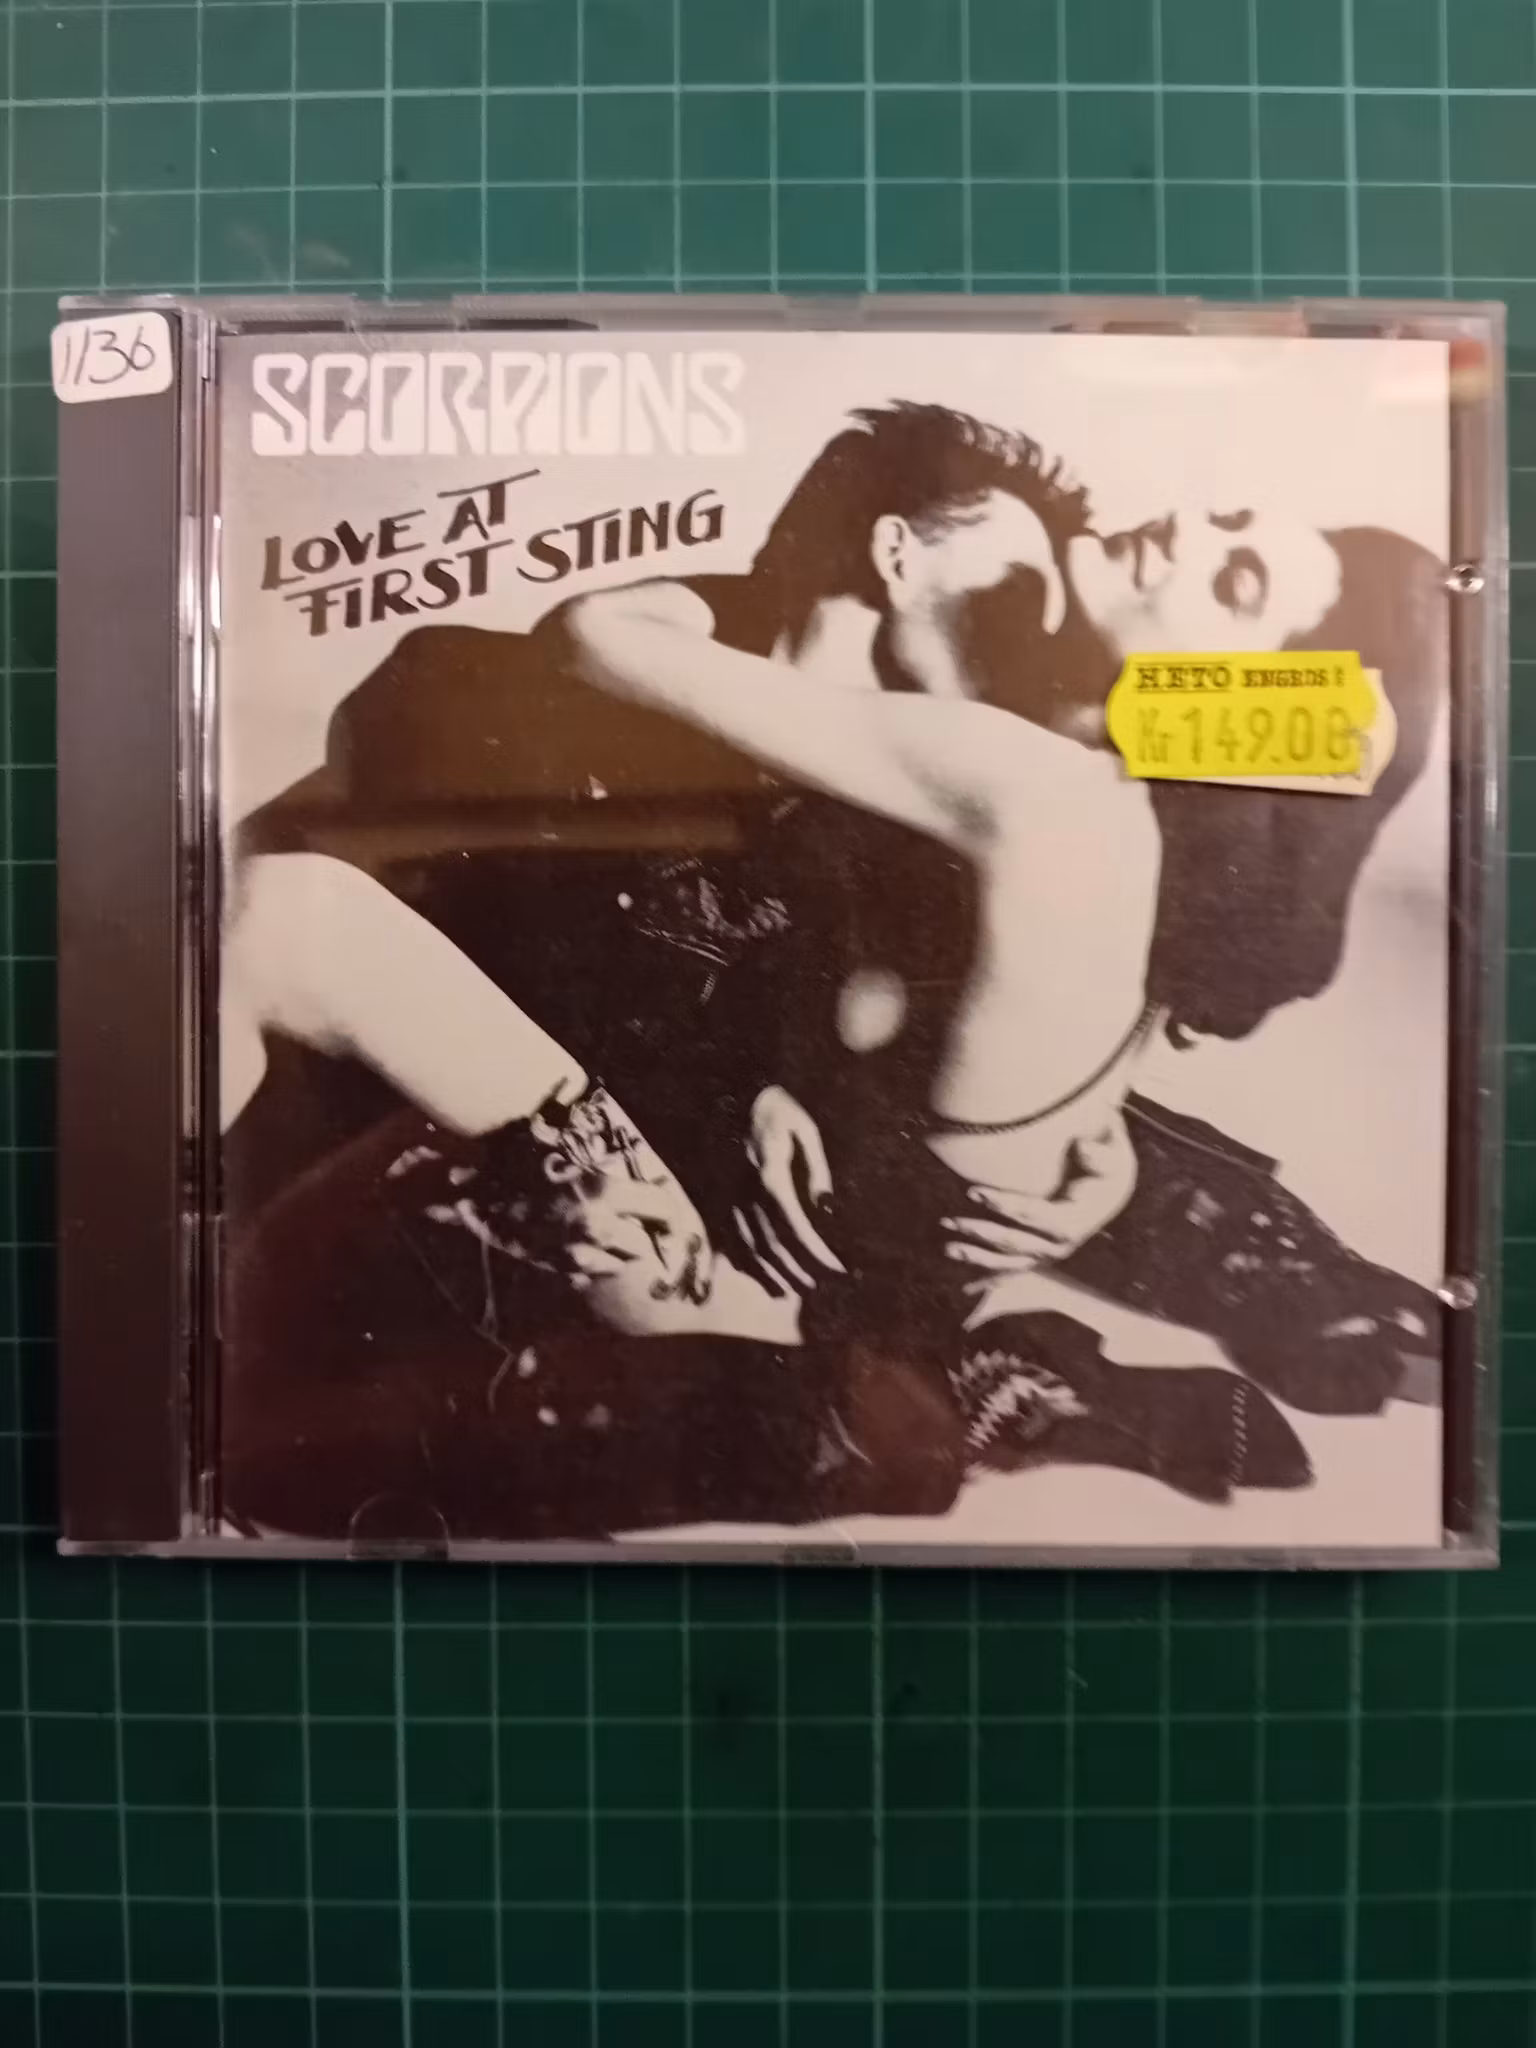 1136
SCORPIONS
LOVE AT
FIRST STING
HETO ENGROS
Kr 149.00